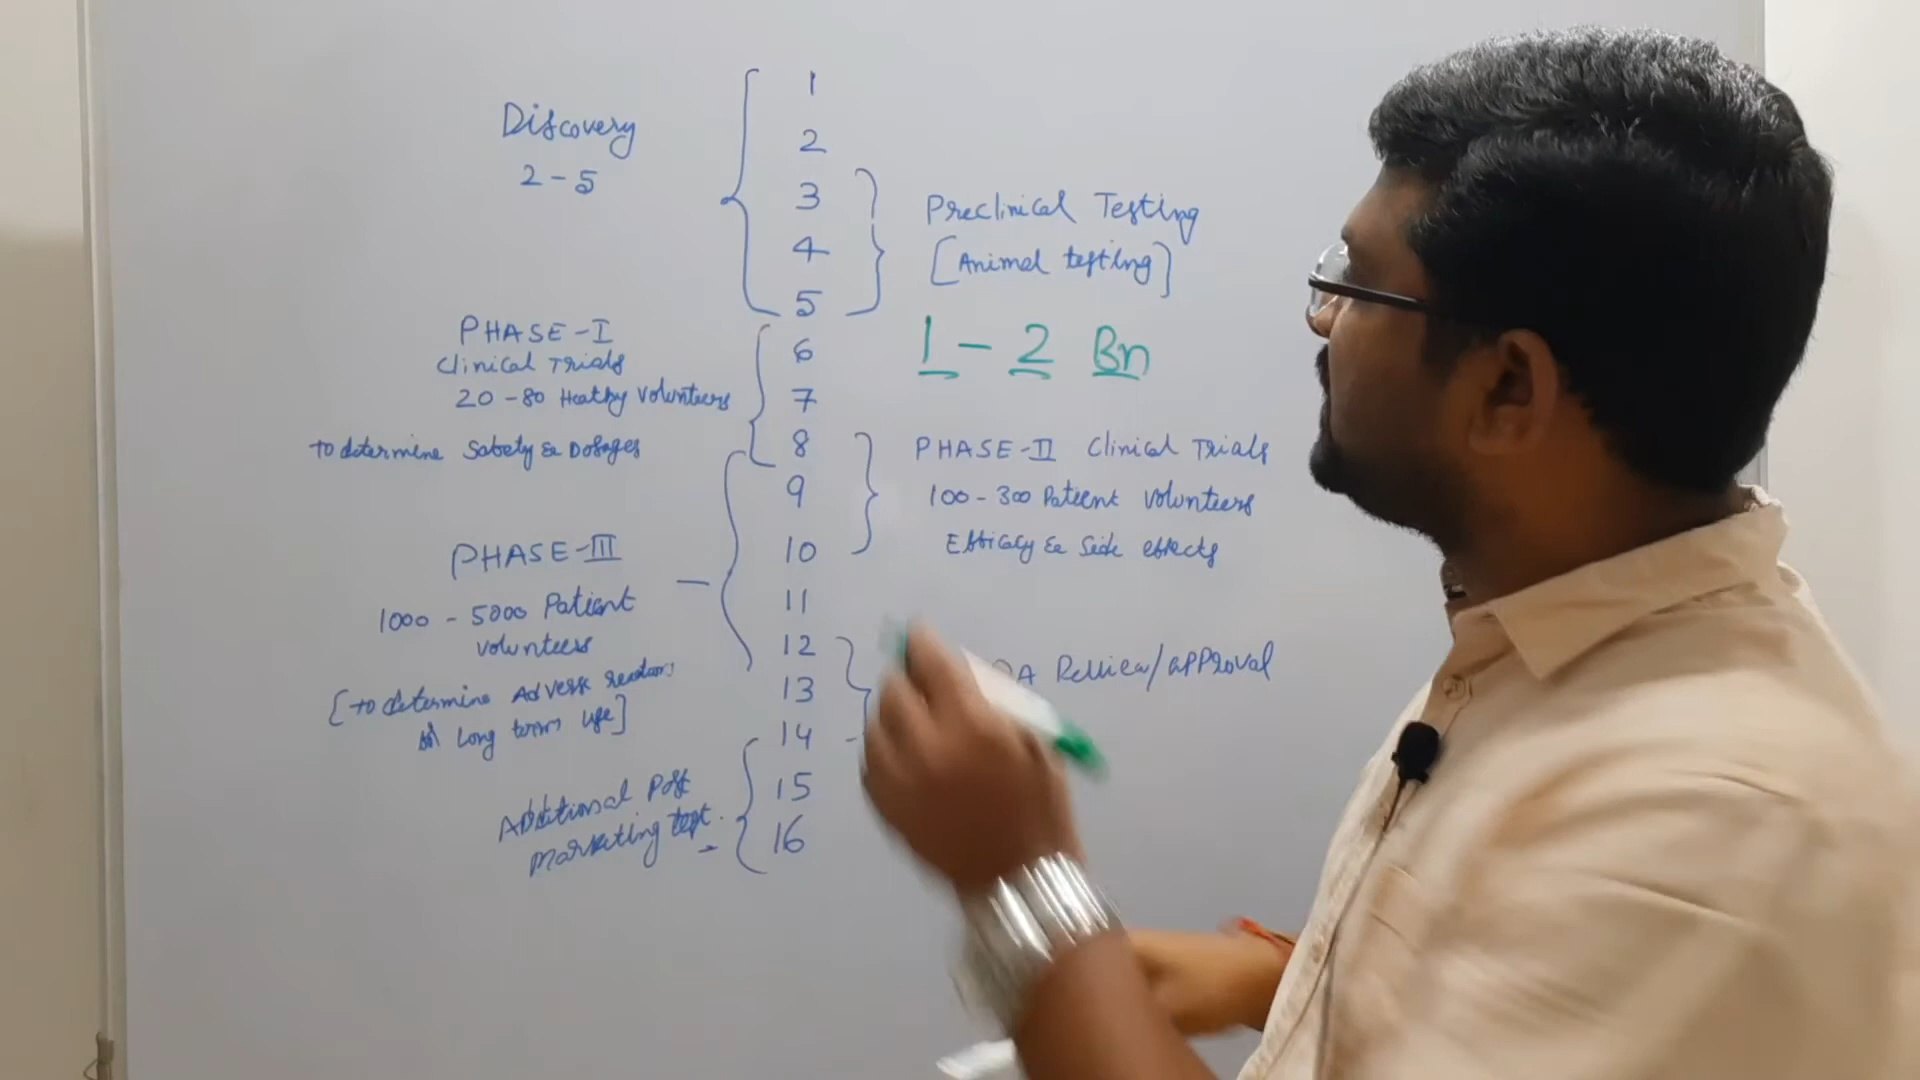 Discovery
2 - 5
PHASE - I
Clinical Trials
20 - 80 Healthy Volunteers
To determine Safety & Dosages
PHASE - III
1000 - 5000 Patient
volunteers
[to determine Adverse reactions
long term use]
Additional Post
marketing test.
1
2
3
4
5
6
7
8
9
10
11
12
13
14
15
16
Preclinical Testing
[Animal testing]
1 - 2 Bn
PHASE - II Clinical Trials
100 - 300 Patient volunteers
Efficacy & Side effects
DA Review/approval